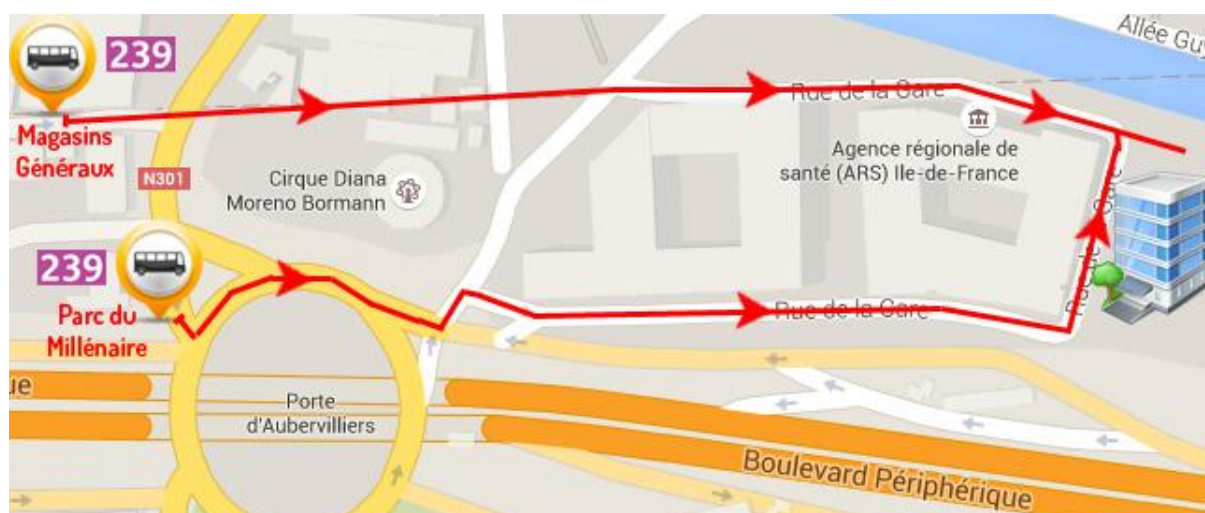 239
Allée Guy
Magasins
Généraux
Rue de la Gare
N301
Cirque Diana
Moreno Bormann
Agence régionale de
santé (ARS) Ile-de-France
239
Parc du
Millénaire
Rue de la Gare
Gare
ue
Porte
d'Aubervilliers
Boulevard Périphérique